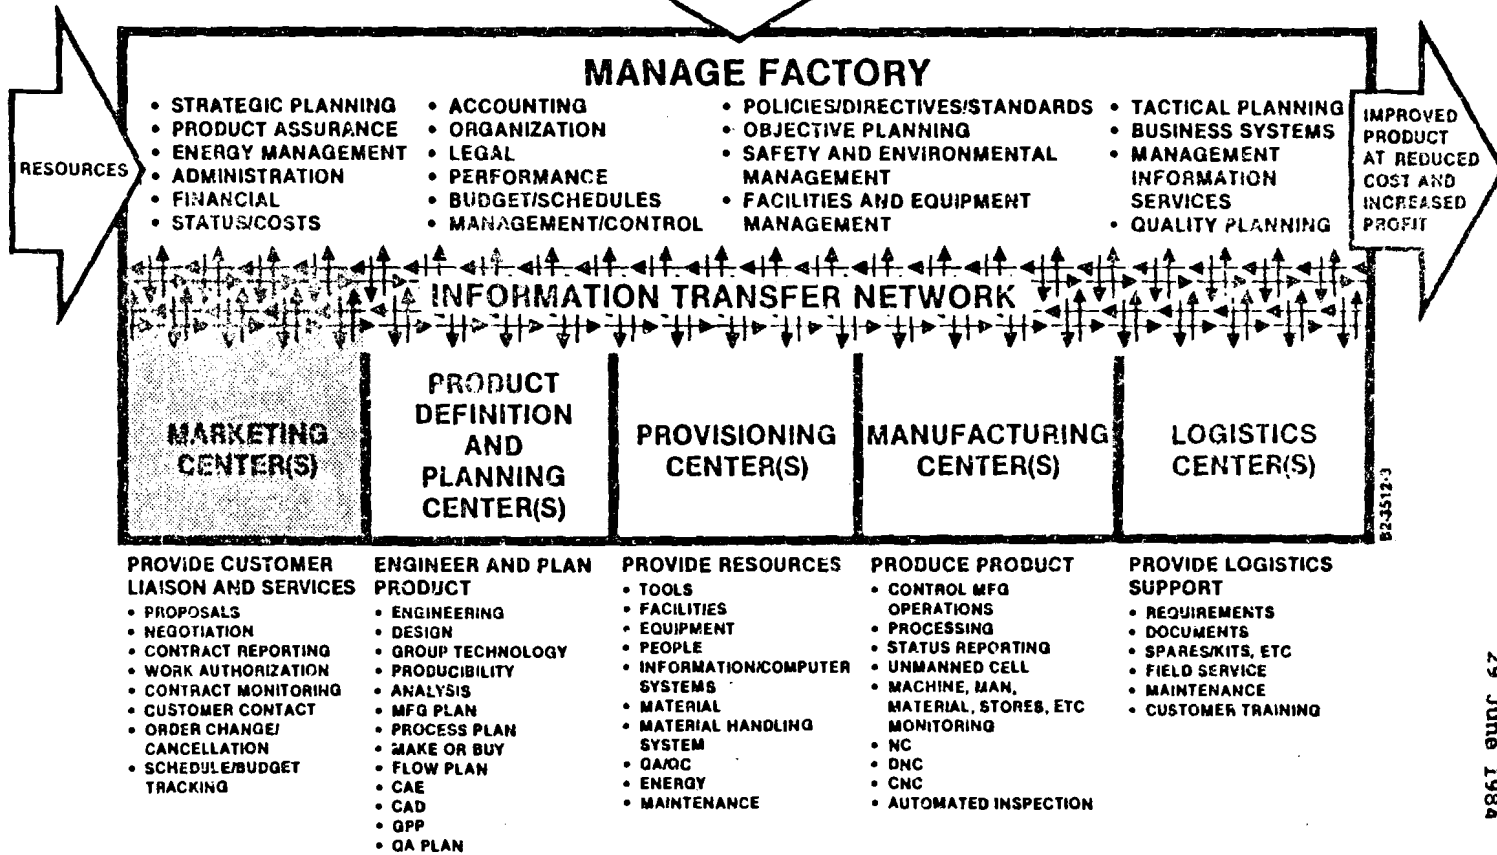 MANAGE FACTORY
RESOURCES
• STRATEGIC PLANNING
• PRODUCT ASSURANCE
• ENERGY MANAGEMENT
• ADMINISTRATION
• FINANCIAL
• STATUS/COSTS
• ACCOUNTING
• ORGANIZATION
• LEGAL
• PERFORMANCE
• BUDGET/SCHEDULES
• MANAGEMENT/CONTROL
• POLICIES/DIRECTIVES/STANDARDS
• OBJECTIVE PLANNING
• SAFETY AND ENVIRONMENTAL
MANAGEMENT
• FACILITIES AND EQUIPMENT
MANAGEMENT
• TACTICAL PLANNING
• BUSINESS SYSTEMS
• MANAGEMENT
INFORMATION
SERVICES
• QUALITY PLANNING
IMPROVED
PRODUCT
AT REDUCED
COST AND
INCREASED
PROFIT
INFORMATION TRANSFER NETWORK
MARKETING
CENTER(S)
PRODUCT
DEFINITION
AND
PLANNING
CENTER(S)
PROVISIONING
CENTER(S)
MANUFACTURING
CENTER(S)
LOGISTICS
CENTER(S)
B2-3512-3
PROVIDE CUSTOMER
LIAISON AND SERVICES
• PROPOSALS
• NEGOTIATION
• CONTRACT REPORTING
• WORK AUTHORIZATION
• CONTRACT MONITORING
• CUSTOMER CONTACT
• ORDER CHANGE/
CANCELLATION
• SCHEDULE/BUDGET
TRACKING
ENGINEER AND PLAN
PRODUCT
• ENGINEERING
• DESIGN
• GROUP TECHNOLOGY
• PRODUCIBILITY
• ANALYSIS
• MFG PLAN
• PROCESS PLAN
• MAKE OR BUY
• FLOW PLAN
• CAE
• CAD
• GPP
• QA PLAN
PROVIDE RESOURCES
• TOOLS
• FACILITIES
• EQUIPMENT
• PEOPLE
• INFORMATION/COMPUTER
SYSTEMS
• MATERIAL
• MATERIAL HANDLING
SYSTEM
• QA/QC
• ENERGY
• MAINTENANCE
PRODUCE PRODUCT
• CONTROL MFG
OPERATIONS
• PROCESSING
• STATUS REPORTING
• UNMANNED CELL
• MACHINE, MAN,
MATERIAL, STORES, ETC
MONITORING
• NC
• DNC
• CNC
• AUTOMATED INSPECTION
PROVIDE LOGISTICS
SUPPORT
• REQUIREMENTS
• DOCUMENTS
• SPARES/KITS, ETC
• FIELD SERVICE
• MAINTENANCE
• CUSTOMER TRAINING
29 June 1984